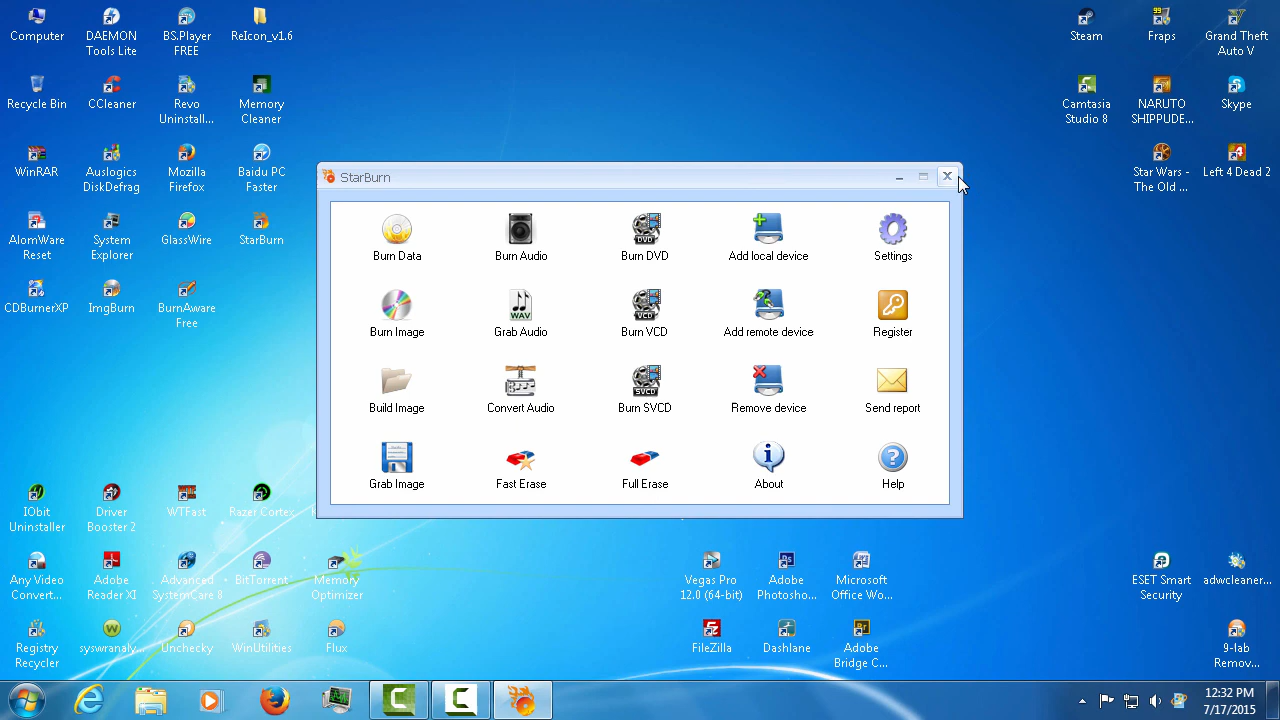 Computer
DAEMON
Tools Lite
BS.Player
FREE
ReIcon_v1.6
Steam
99
Fraps
Grand Theft
Auto V
Recycle Bin
CCleaner
Revo
Uninstall...
Memory
Cleaner
Camtasia
Studio 8
NARUTO
SHIPPUDE...
Skype
WinRAR
Auslogics
DiskDefrag
Mozilla
Firefox
Baidu PC
Faster
Star Wars -
The Old ...
Left 4 Dead 2
AlomWare
Reset
System
Explorer
GlassWire
StarBurn
CDBurnerXP
ImgBurn
BurnAware
Free
StarBurn
Burn Data
Burn Audio
DVD
Burn DVD
Add local device
Settings
Burn Image
WAV
Grab Audio
VCD
Burn VCD
Add remote device
Register
Build Image
Convert Audio
SVCD
Burn SVCD
Remove device
Send report
Grab Image
Fast Erase
Full Erase
About
Help
IObit
Uninstaller
Driver
Booster 2
WTFast
Razer Cortex
Any Video
Convert...
Adobe
Reader XI
Advanced
SystemCare 8
BitTorrent
Memory
Optimizer
Vegas Pro
12.0 (64-bit)
Adobe
Photosho...
Microsoft
Office Wo...
ESET Smart
Security
adwcleaner...
Registry
Recycler
syswranaly...
Unchecky
WinUtilities
Flux
FileZilla
Dashlane
Adobe
Bridge C...
9-lab
Remov...
12:32 PM
7/17/2015